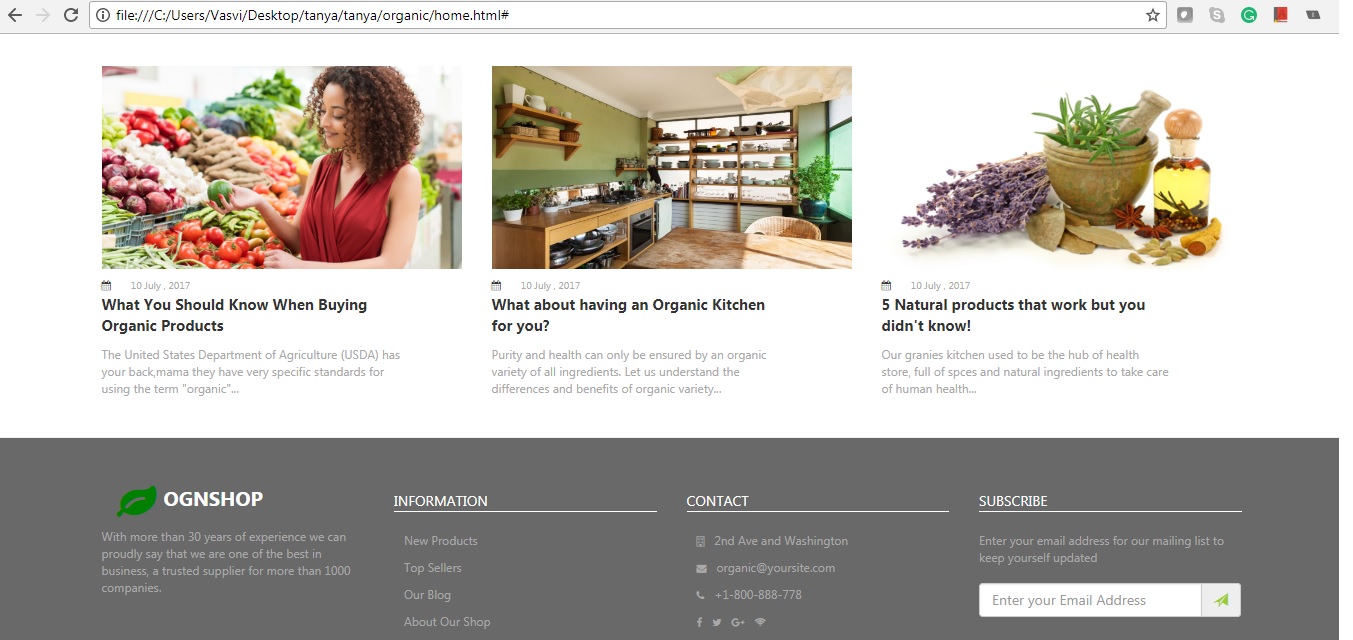 file:///C:/Users/Vasvi/Desktop/tanya/tanya/organic/home.html#
10 July , 2017
What You Should Know When Buying
Organic Products
The United States Department of Agriculture (USDA) has
your back,mama they have very specific standards for
using the term "organic"...
10 July , 2017
What about having an Organic Kitchen
for you?
Purity and health can only be ensured by an organic
variety of all ingredients. Let us understand the
differences and benefits of organic variety...
10 July , 2017
5 Natural products that work but you
didn't know!
Our granies kitchen used to be the hub of health
store, full of spces and natural ingredients to take care
of human health...
OGNSHOP
With more than 30 years of experience we can
proudly say that we are one of the best in
business, a trusted supplier for more than 1000
companies.
INFORMATION
New Products
Top Sellers
Our Blog
About Our Shop
CONTACT
2nd Ave and Washington
organic@yoursite.com
+1-800-888-778
SUBSCRIBE
Enter your email address for our mailing list to
keep yourself updated
Enter your Email Address